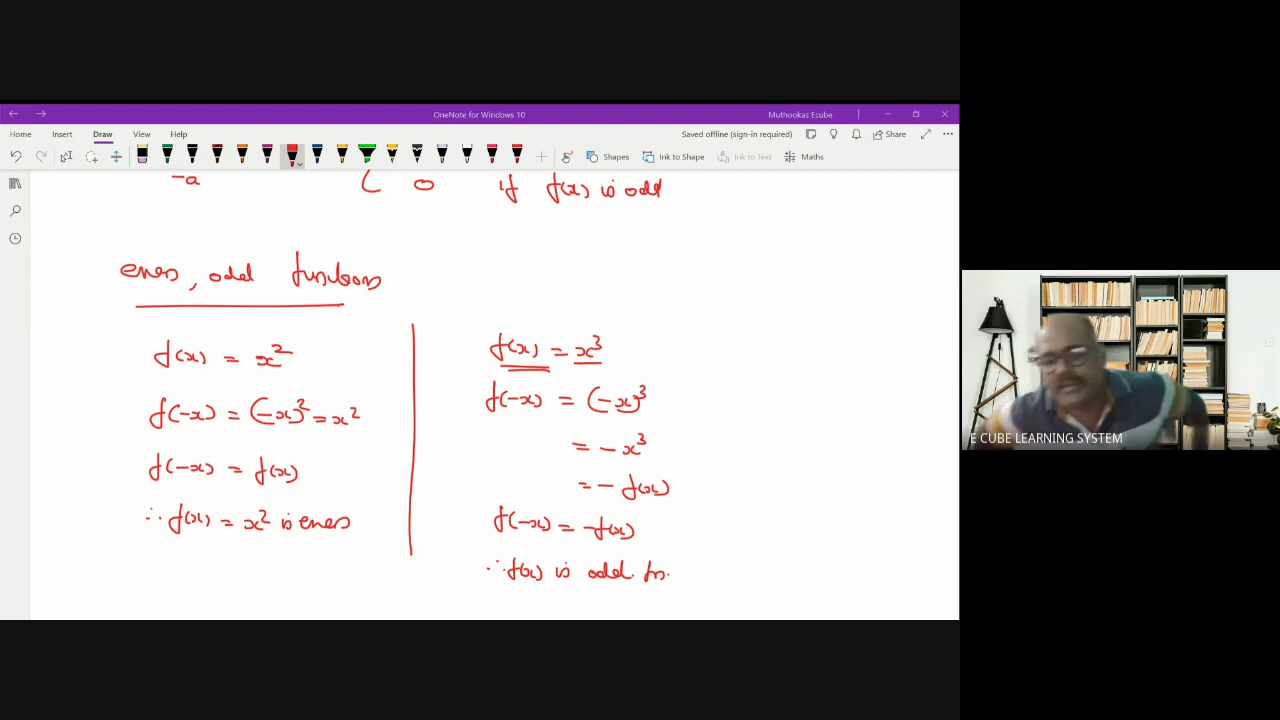 OneNote for Windows 10
Muthookas Ecube
Home Insert Draw View Help
Saved offline (sign-in required) Share
Shapes Ink to Shape Ink to Text Maths
-a 0 if f(x) is odd
even, odd functions
f(x) = x²
f(-x) = (-x)² = x²
f(-x) = f(x)
∴ f(x) = x² is even
f(x) = x³
f(-x) = (-x)³
= -x³
= - f(x)
f(-x) = -f(x)
∴ f(x) is odd fn.
E CUBE LEARNING SYSTEM